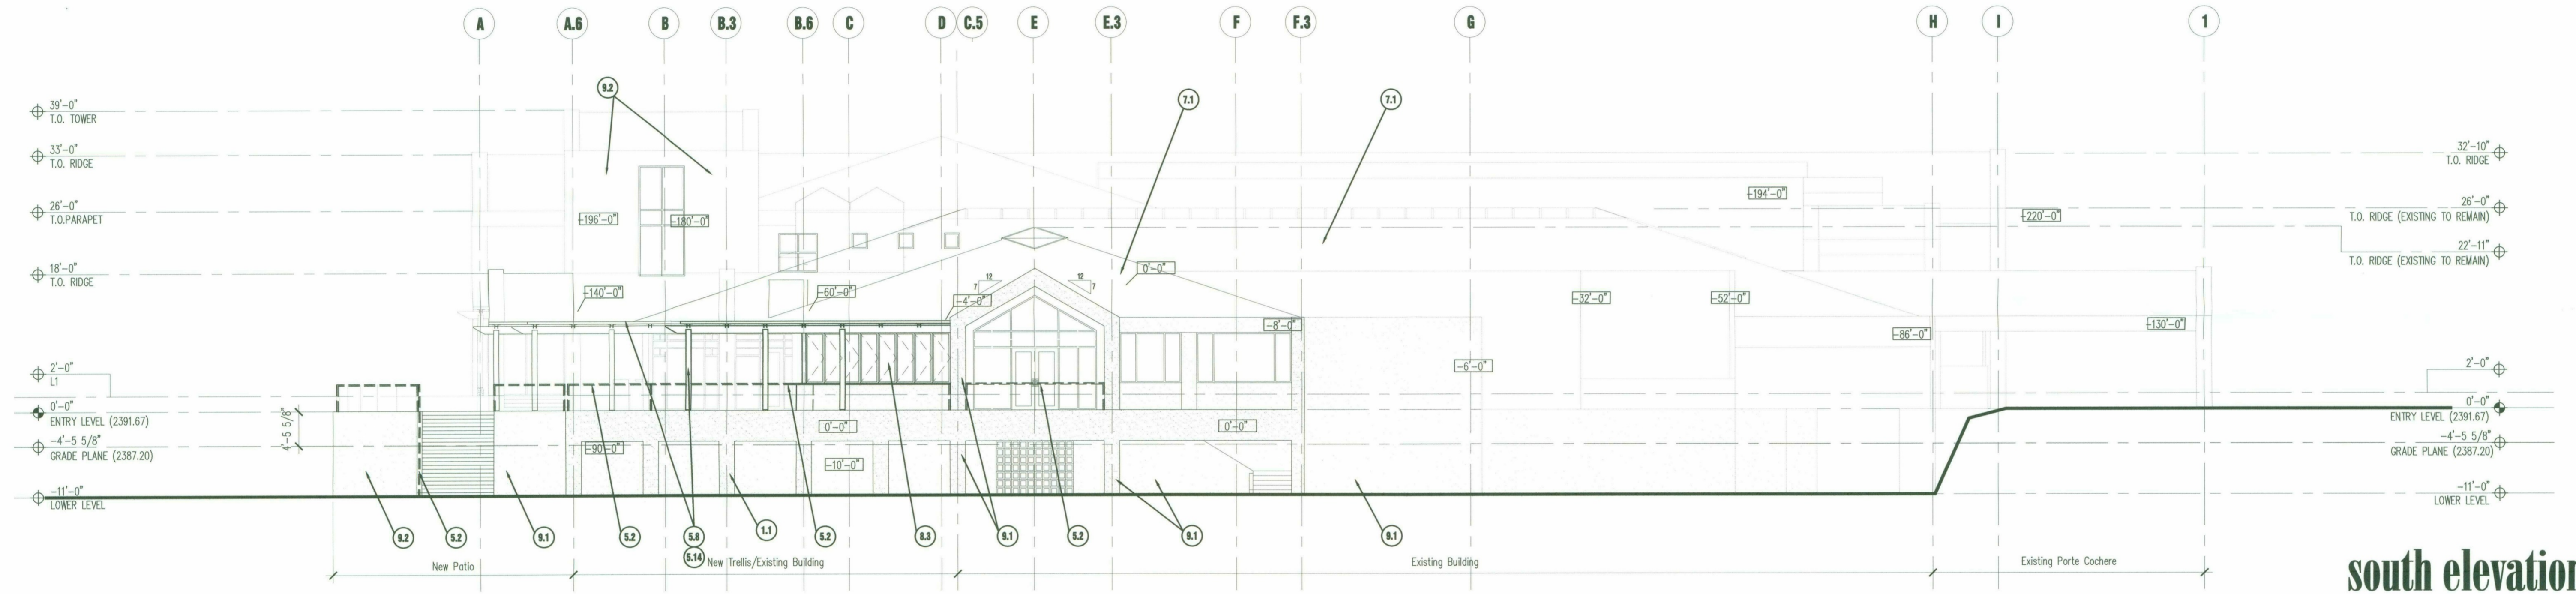 A
A.6
B
B.3
B.6
C
D
C.5
E
E.3
F
F.3
G
H
I
1
9.2
7.1
7.1
39'-0"
T.O. TOWER
33'-0"
T.O. RIDGE
26'-0"
T.O.PARAPET
18'-0"
T.O. RIDGE
2'-0"
L1
0'-0"
ENTRY LEVEL (2391.67)
-4'-5 5/8"
GRADE PLANE (2387.20)
-11'-0"
LOWER LEVEL
4'-5 5/8"
-196'-0"
-180'-0"
-140'-0"
-60'-0"
-4'-0"
12
7
12
7
0'-0"
-8'-0"
-6'-0"
-32'-0"
-52'-0"
-194'-0"
-220'-0"
-86'-0"
-130'-0"
0'-0"
0'-0"
-90'-0"
-10'-0"
32'-10"
T.O. RIDGE
26'-0"
T.O. RIDGE (EXISTING TO REMAIN)
22'-11"
T.O. RIDGE (EXISTING TO REMAIN)
2'-0"
0'-0"
ENTRY LEVEL (2391.67)
-4'-5 5/8"
GRADE PLANE (2387.20)
-11'-0"
LOWER LEVEL
9.2
5.2
9.1
5.2
5.8
5.14
1.1
5.2
8.3
9.1
5.2
9.1
9.1
New Patio
New Trellis/Existing Building
Existing Building
Existing Porte Cochere
south elevation